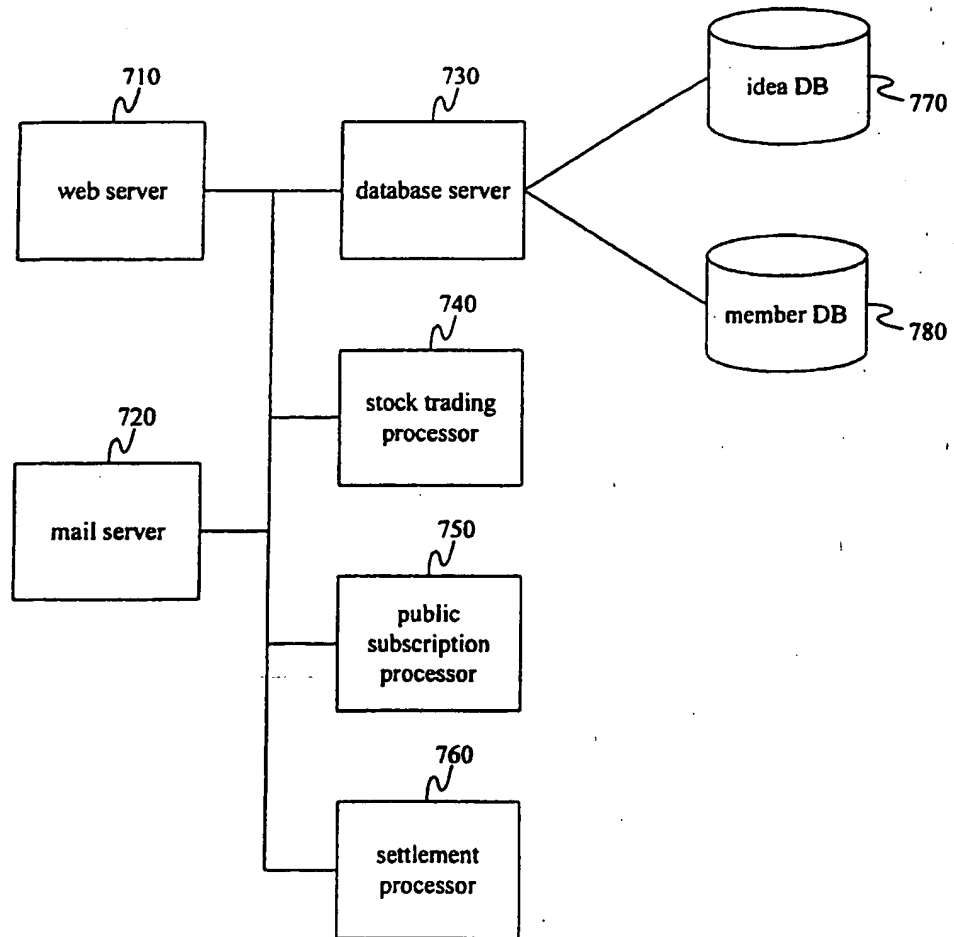 710
web server
730
database server
idea DB
770
member DB
780
740
stock trading
processor
720
mail server
750
public
subscription
processor
760
settlement
processor